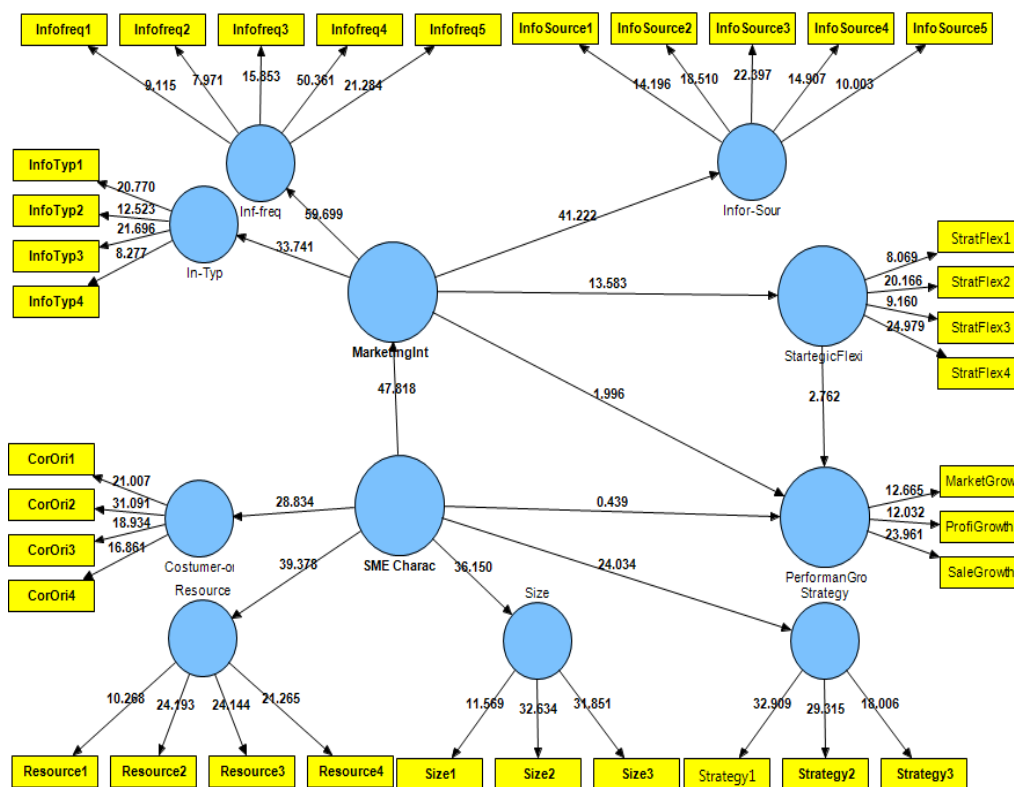 Infofreq1 Infofreq2 Infofreq3 Infofreq4 Infofreq5
InfoSource1 InfoSource2 InfoSource3 InfoSource4 InfoSource5
9.115 7.971 15.853 50.361 21.284
14.196 18.510 22.397 14.907 10.003
InfoTyp1
InfoTyp2
InfoTyp3
InfoTyp4
20.770
12.523
21.696
8.277
Inf-freq
Infor-Sour
In-Typ
59.699
33.741
41.222
13.583
StratFlex1
StratFlex2
StratFlex3
StratFlex4
8.069
20.166
9.160
24.979
MarketingInt
StartegicFlexi
47.818
1.996
2.762
CorOri1
CorOri2
CorOri3
CorOri4
21.007
31.091
18.934
16.861
28.834
0.439
MarketGrow
ProfiGrowth
SaleGrowth
12.665
12.032
23.961
Costumer-or
SME Charac
PerformanGro
39.378
36.150
24.034
Resource
Size
Strategy
10.268 24.193 24.144 21.265
11.569 32.634 31.851
32.909 29.315 18.006
Resource1 Resource2 Resource3 Resource4
Size1 Size2 Size3
Strategy1 Strategy2 Strategy3